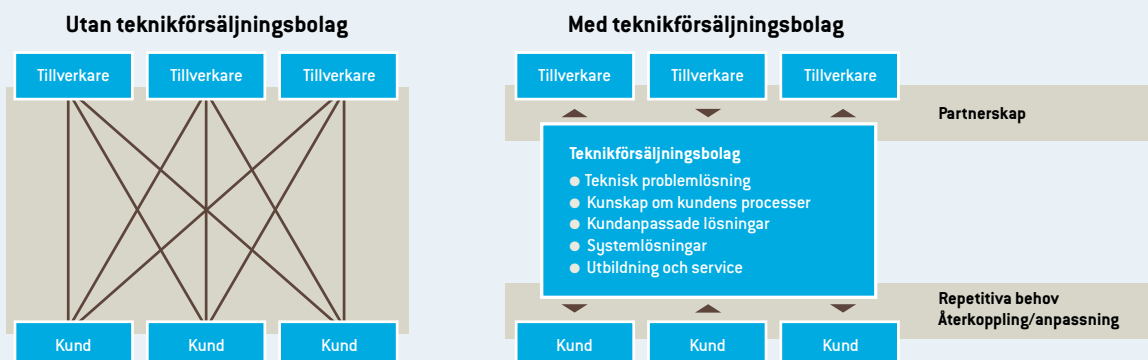 Utan teknikförsäljningsbolag
Tillverkare
Tillverkare
Tillverkare
Kund
Kund
Kund
Med teknikförsäljningsbolag
Tillverkare
Tillverkare
Tillverkare
Partnerskap
Teknikförsäljningsbolag
● Teknisk problemlösning
● Kunskap om kundens processer
● Kundanpassade lösningar
● Systemlösningar
● Utbildning och service
Repetitiva behov
Återkoppling/anpassning
Kund
Kund
Kund